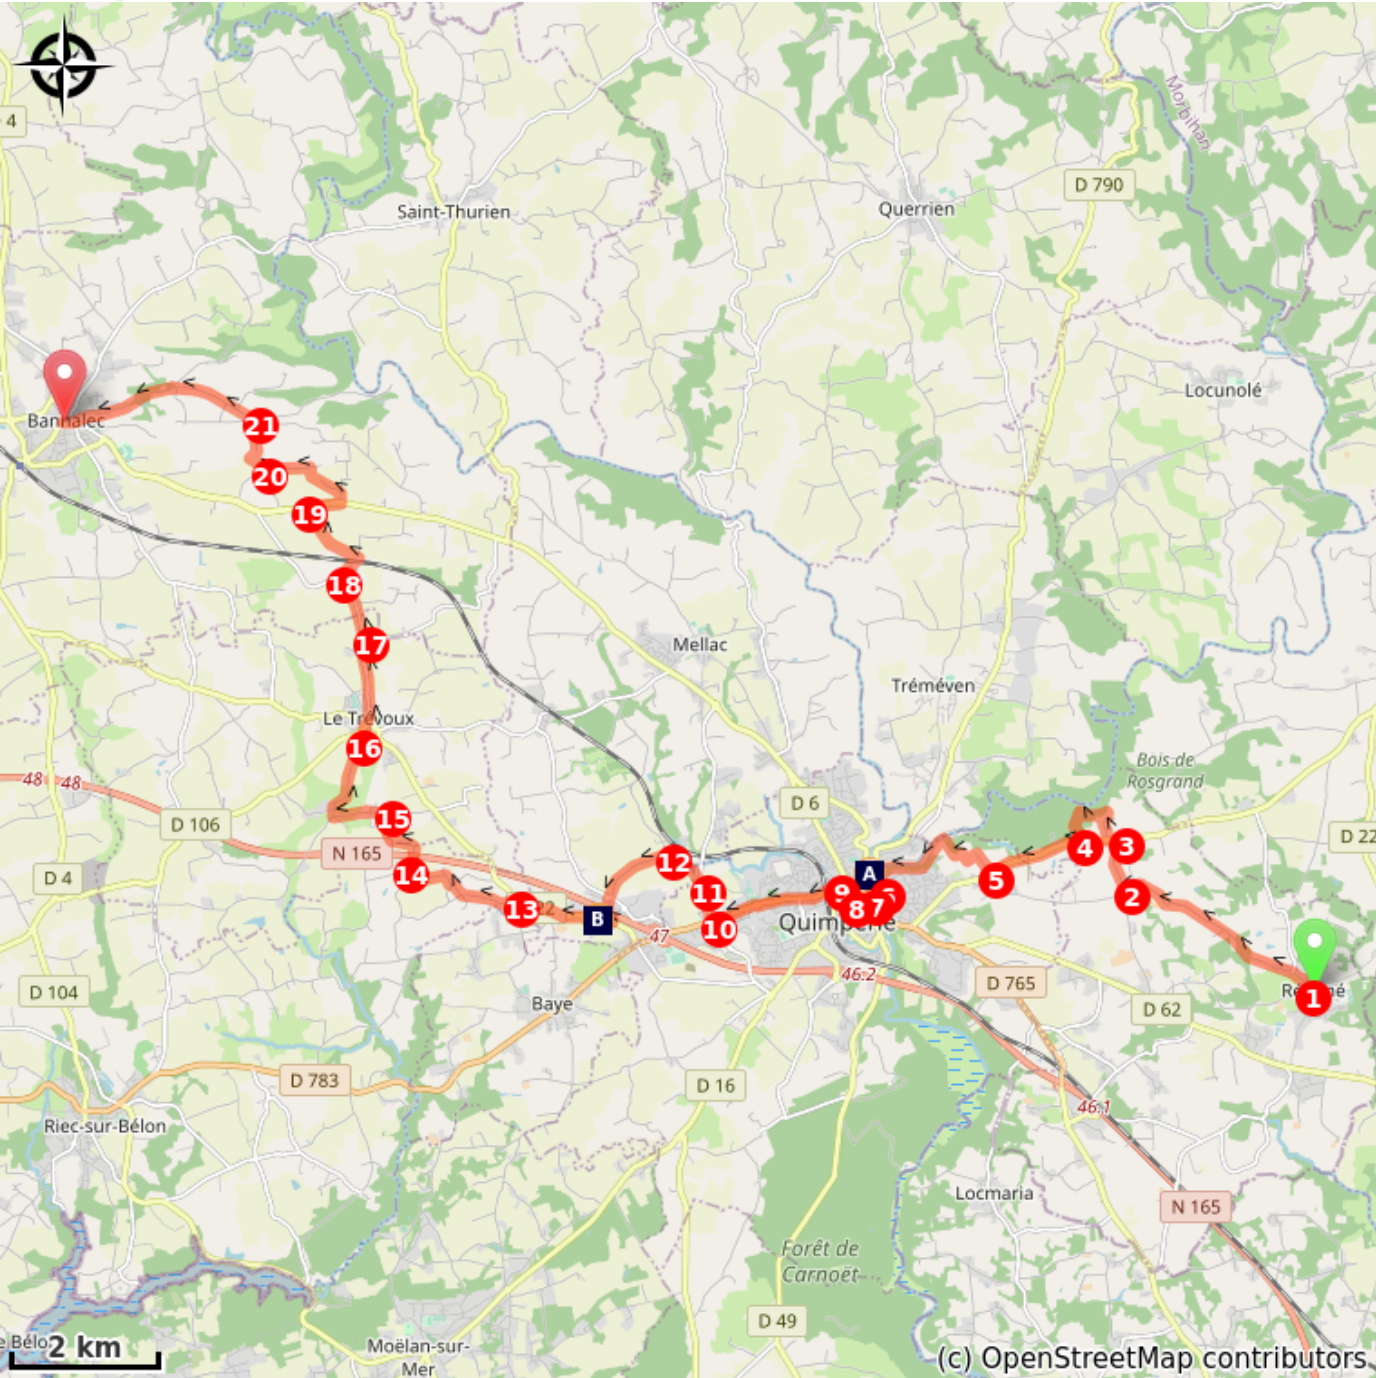 4
Morbihan
D 790
Saint-Thurien
Querrien
Locunolé
Bannalec
21
20
19
18
17
Mellac
Tréméven
Le Trévoux
16
48
48
Bois de
Rosgrand
D 6
D 106
15
D 22
N 165
12
A
4
3
D 4
14
11
9
5
2
13
B
8
7
10
Quimperlé
47
46.2
D 765
1
D 104
Baye
D 62
D 783
D 16
46.1
Riec-sur-Bélon
Locmaria
N 165
Forêt de
Carnoët
D 49
Moëlan-sur-
Mer
2 km
(c) OpenStreetMap contributors